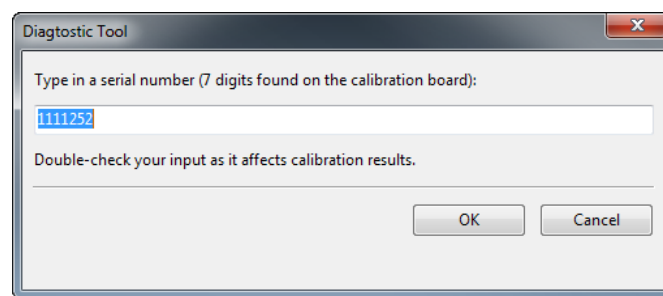 Diagtostic Tool
Type in a serial number (7 digits found on the calibration board):
1111252
Double-check your input as it affects calibration results.
OK Cancel